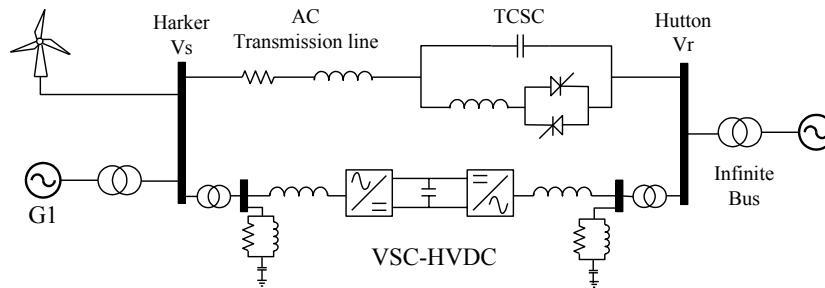 Harker
Vs
AC
Transmission line
TCSC
Hutton
Vr
G1
Infinite
Bus
VSC-HVDC